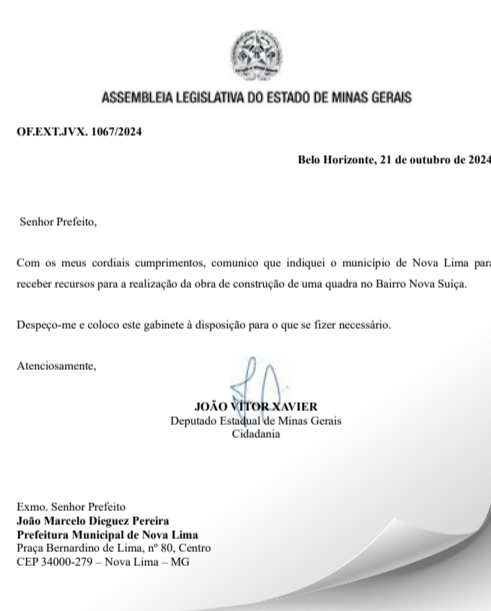 ASSEMBLEIA LEGISLATIVA DO ESTADO DE MINAS GERAIS
OF.EXT.JVX. 1067/2024
Belo Horizonte, 21 de outubro de 2024
Senhor Prefeito,
Com os meus cordiais cumprimentos, comunico que indiquei o município de Nova Lima para
receber recursos para a realização da obra de construção de uma quadra no Bairro Nova Suíça.
Despeço-me e coloco este gabinete à disposição para o que se fizer necessário.
Atenciosamente,
JOÃO VÍTOR XAVIER
Deputado Estadual de Minas Gerais
Cidadania
Exmo. Senhor Prefeito
João Marcelo Dieguez Pereira
Prefeitura Municipal de Nova Lima
Praça Bernardino de Lima, nº 80, Centro
CEP 34000-279 – Nova Lima – MG